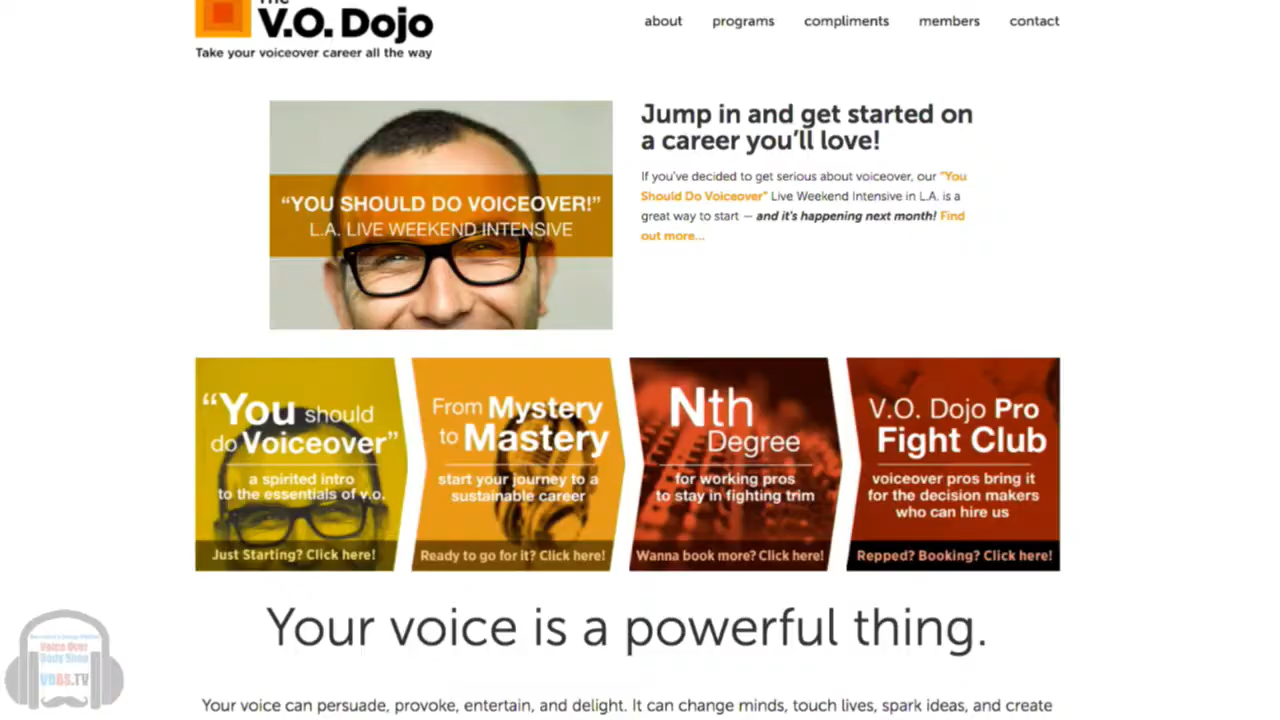 The
V.O. Dojo
Take your voiceover career all the way
about programs compliments members contact
"YOU SHOULD DO VOICEOVER!"
L.A. LIVE WEEKEND INTENSIVE
Jump in and get started on
a career you'll love!
If you've decided to get serious about voiceover, our "You
Should Do Voiceover" Live Weekend Intensive in L.A. is a
great way to start — and it's happening next month! Find
out more...
"You should
do Voiceover"
a spirited intro
to the essentials of v.o.
Just Starting? Click here!
From Mystery
to Mastery
start your journey to a
sustainable career
Ready to go for it? Click here!
Nth
Degree
for working pros
to stay in fighting trim
Wanna book more? Click here!
V.O. Dojo Pro
Fight Club
voiceover pros bring it
for the decision makers
who can hire us
Repped? Booking? Click here!
Your voice is a powerful thing.
Your voice can persuade, provoke, entertain, and delight. It can change minds, touch lives, spark ideas, and create
Voice Over
Body Shop
VOBS.TV